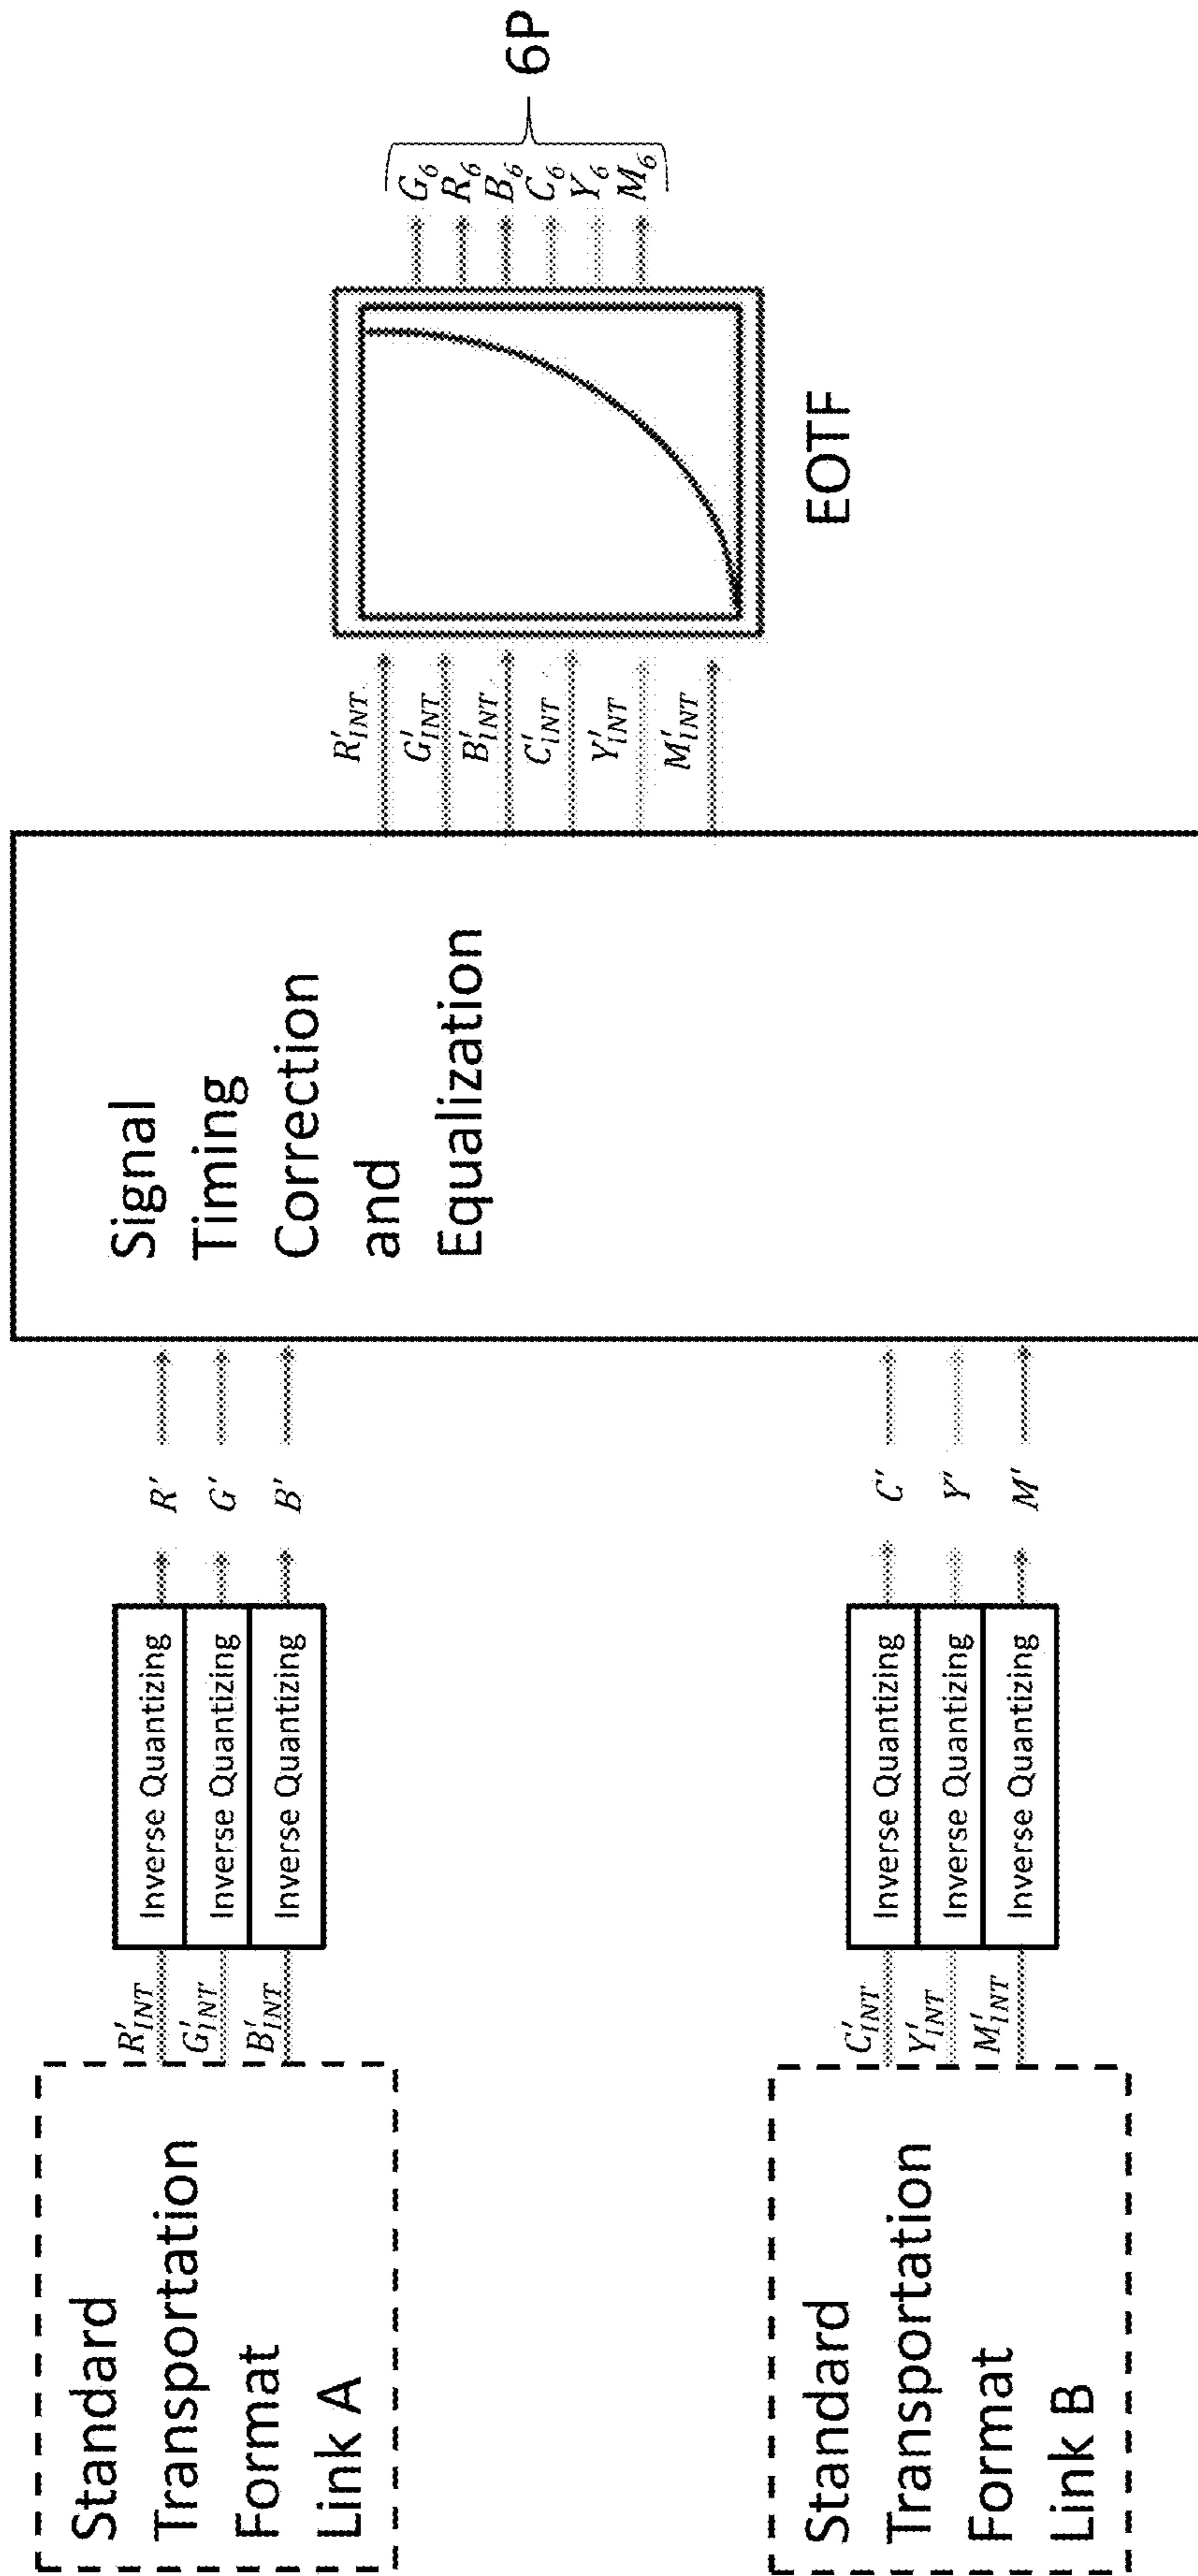 Standard
Transportation
Format
Link A
R'INT
G'INT
B'INT
Inverse Quantizing
Inverse Quantizing
Inverse Quantizing
R'
G'
B'
Standard
Transportation
Format
Link B
C'INT
Y'INT
M'INT
Inverse Quantizing
Inverse Quantizing
Inverse Quantizing
C'
Y'
M'
Signal
Timing
Correction
and
Equalization
R'INT
G'INT
B'INT
C'INT
Y'INT
M'INT
EOTF
G6
R6
B6
C6
Y6
M6
6P